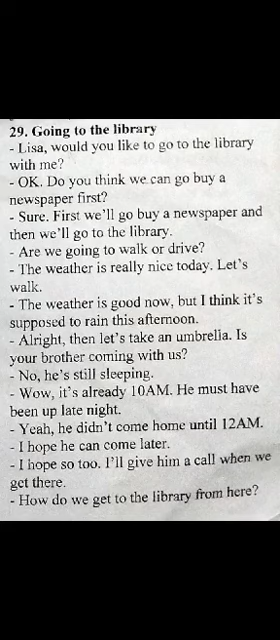 29. Going to the library
- Lisa, would you like to go to the library
with me?
- OK. Do you think we can go buy a
newspaper first?
- Sure. First we'll go buy a newspaper and
then we'll go to the library.
- Are we going to walk or drive?
- The weather is really nice today. Let's
walk.
- The weather is good now, but I think it's
supposed to rain this afternoon.
- Alright, then let's take an umbrella. Is
your brother coming with us?
- No, he's still sleeping.
- Wow, it's already 10AM. He must have
been up late night.
- Yeah, he didn't come home until 12AM.
- I hope he can come later.
- I hope so too. I'll give him a call when we
get there.
- How do we get to the library from here?